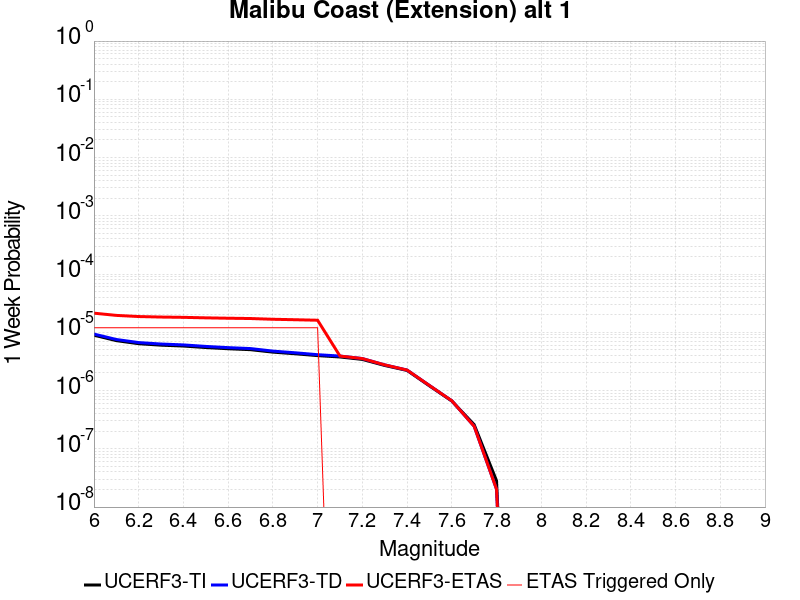 Malibu Coast (Extension) alt 1
1 Week Probability
10^0
10^-1
10^-2
10^-3
10^-4
10^-5
10^-6
10^-7
10^-8
6 6.2 6.4 6.6 6.8 7 7.2 7.4 7.6 7.8 8 8.2 8.4 8.6 8.8 9
Magnitude
UCERF3-TI UCERF3-TD UCERF3-ETAS ETAS Triggered Only